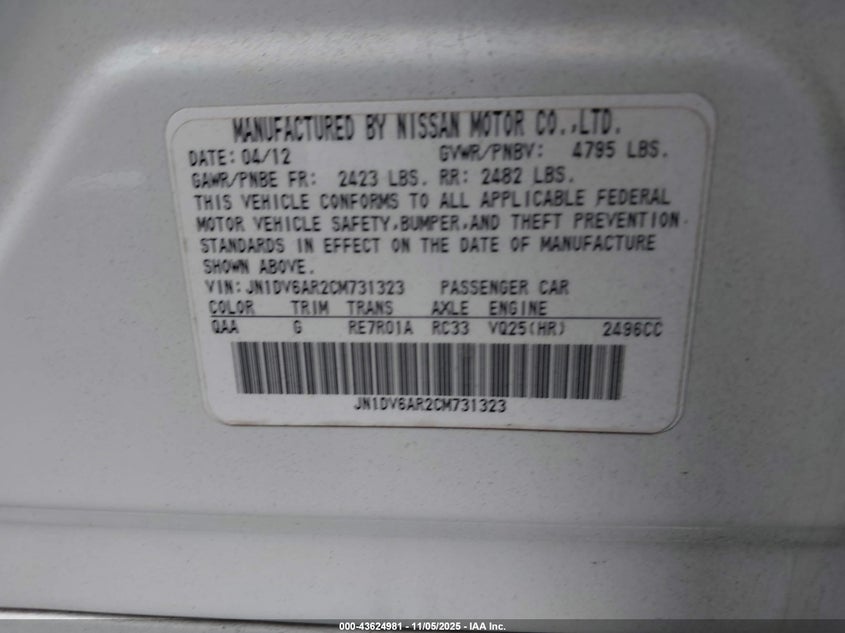 MANUFACTURED BY NISSAN MOTOR CO.,LTD.
DATE: 04/12 GVWR/PNBV: 4795 LBS.
GAWR/PNBE FR: 2423 LBS. RR: 2482 LBS.
THIS VEHICLE CONFORMS TO ALL APPLICABLE FEDERAL
MOTOR VEHICLE SAFETY,BUMPER,AND THEFT PREVENTION
STANDARDS IN EFFECT ON THE DATE OF MANUFACTURE
SHOWN ABOVE.
VIN: JN1DV6AR2CM731323 PASSENGER CAR
COLOR TRIM TRANS AXLE ENGINE
QAA G RE7R01A RC33 VQ25(HR) 2496CC
JN1DV6AR2CM731323
000-43624981 - 11/05/2025 - IAA Inc.